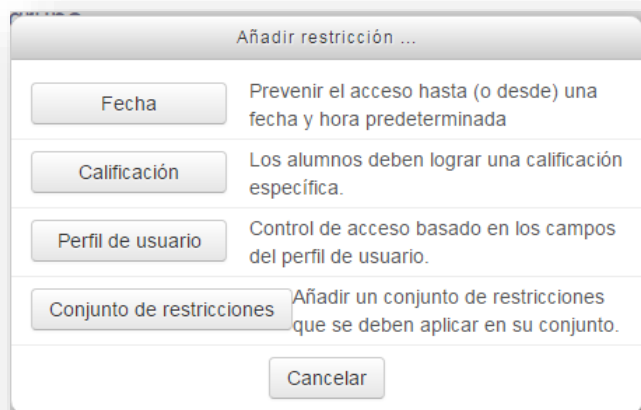 Añadir restricción ...
Fecha
Prevenir el acceso hasta (o desde) una
fecha y hora predeterminada
Calificación
Los alumnos deben lograr una calificación
específica.
Perfil de usuario
Control de acceso basado en los campos
del perfil de usuario.
Conjunto de restricciones
Añadir un conjunto de restricciones
que se deben aplicar en su conjunto.
Cancelar